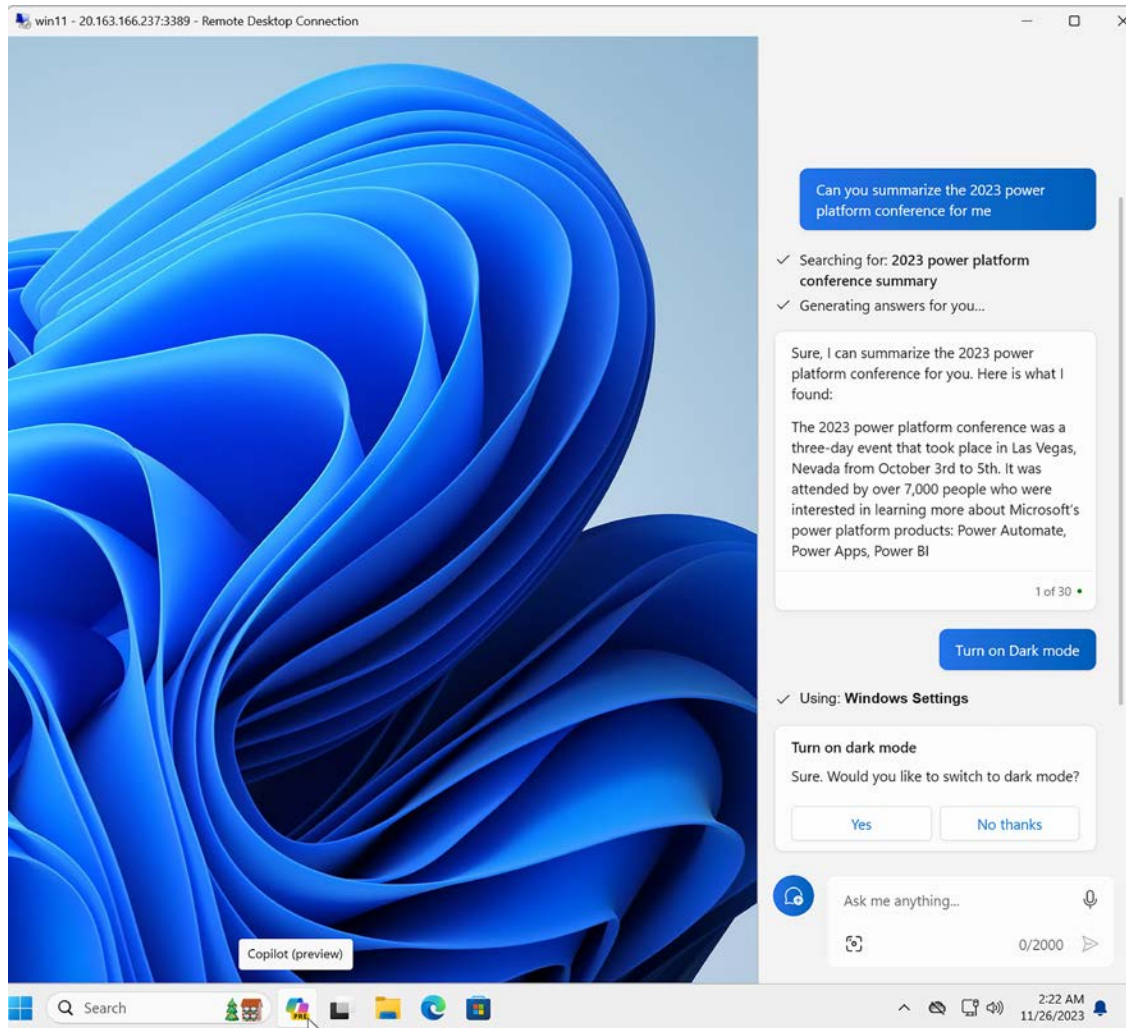 win11 - 20.163.166.237:3389 - Remote Desktop Connection
Can you summarize the 2023 power
platform conference for me
Searching for: 2023 power platform
conference summary
Generating answers for you...
Sure, I can summarize the 2023 power
platform conference for you. Here is what I
found:
The 2023 power platform conference was a
three-day event that took place in Las Vegas,
Nevada from October 3rd to 5th. It was
attended by over 7,000 people who were
interested in learning more about Microsoft's
power platform products: Power Automate,
Power Apps, Power BI
1 of 30
Turn on Dark mode
Using: Windows Settings
Turn on dark mode
Sure. Would you like to switch to dark mode?
Yes
No thanks
Ask me anything...
0/2000
Copilot (preview)
Search
PRE
2:22 AM
11/26/2023